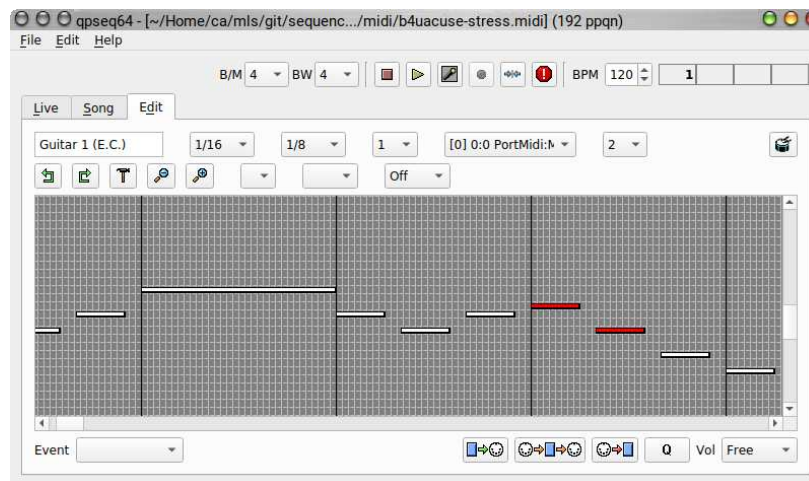 qpseq64 - [~/Home/ca/mls/git/sequenc.../midi/b4uacuse-stress.midi] (192 ppqn)
File Edit Help
B/M 4 BW 4 BPM 120 1
Live Song Edit
Guitar 1 (E.C.) 1/16 1/8 1 [0] 0:0 PortMidi:M 2
Off
Event Q Vol Free